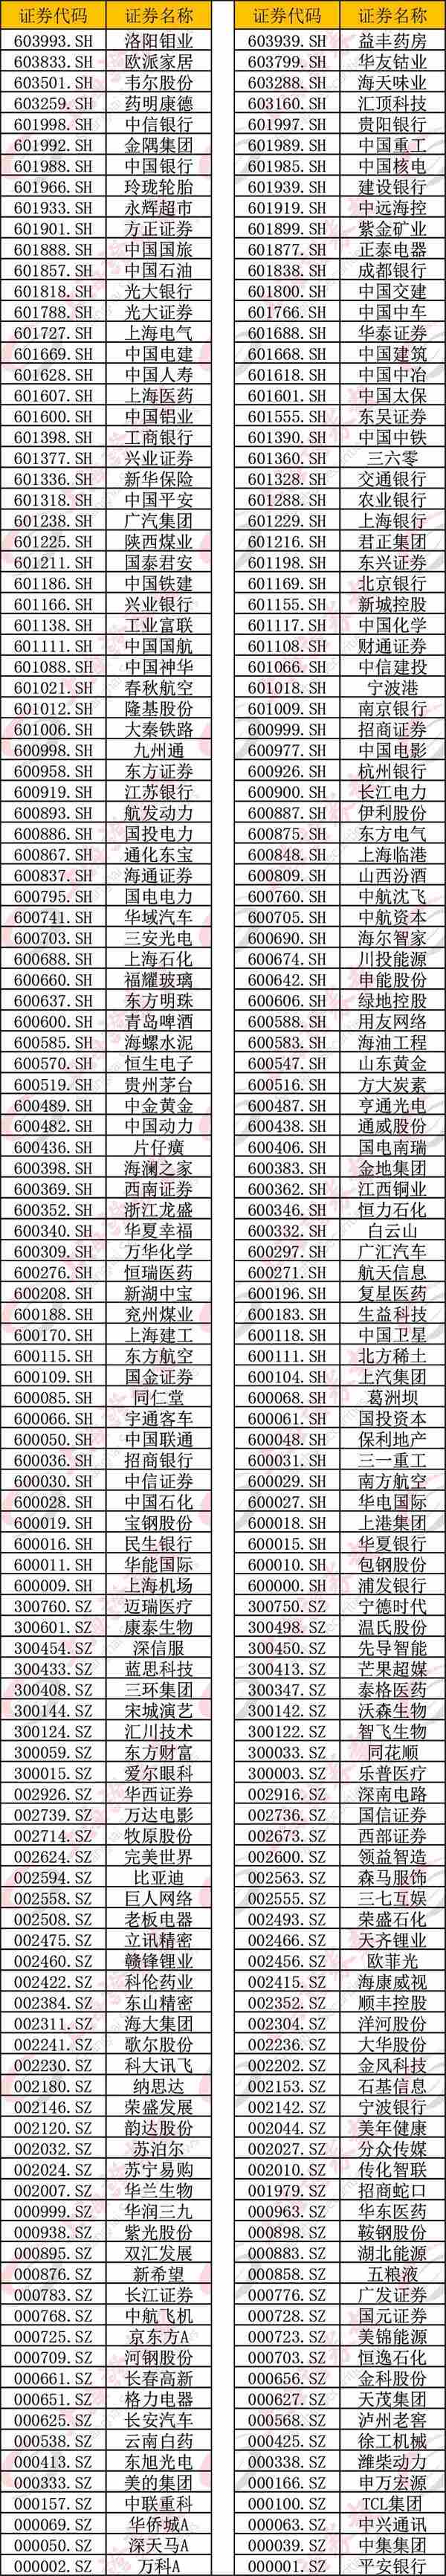 证券代码 证券名称 证券代码 证券名称
603993.SH 洛阳钼业 603939.SH 益丰药房
603833.SH 欧派家居 603799.SH 华友钴业
603501.SH 韦尔股份 603288.SH 海天味业
603259.SH 药明康德 603160.SH 汇顶科技
601998.SH 中信银行 601997.SH 贵阳银行
601992.SH 金隅集团 601989.SH 中国重工
601988.SH 中国银行 601985.SH 中国核电
601966.SH 玲珑轮胎 601939.SH 建设银行
601933.SH 永辉超市 601919.SH 中远海控
601901.SH 方正证券 601899.SH 紫金矿业
601888.SH 中国国旅 601877.SH 正泰电器
601857.SH 中国石油 601838.SH 成都银行
601818.SH 光大银行 601800.SH 中国交建
601788.SH 光大证券 601766.SH 中国中车
601727.SH 上海电气 601688.SH 华泰证券
601669.SH 中国电建 601668.SH 中国建筑
601628.SH 中国人寿 601618.SH 中国中冶
601607.SH 上海医药 601601.SH 中国太保
601600.SH 中国铝业 601555.SH 东吴证券
601398.SH 工商银行 601390.SH 中国中铁
601377.SH 兴业证券 601360.SH 三六零
601336.SH 新华保险 601328.SH 交通银行
601318.SH 中国平安 601288.SH 农业银行
601238.SH 广汽集团 601229.SH 上海银行
601225.SH 陕西煤业 601216.SH 君正集团
601211.SH 国泰君安 601198.SH 东兴证券
601186.SH 中国铁建 601169.SH 北京银行
601166.SH 兴业银行 601155.SH 新城控股
601138.SH 工业富联 601117.SH 中国化学
601111.SH 中国国航 601108.SH 财通证券
601088.SH 中国神华 601066.SH 中信建投
601021.SH 春秋航空 601018.SH 宁波港
601012.SH 隆基股份 601009.SH 南京银行
601006.SH 大秦铁路 600999.SH 招商证券
600998.SH 九州通 600977.SH 中国电影
600958.SH 东方证券 600926.SH 杭州银行
600919.SH 江苏银行 600900.SH 长江电力
600893.SH 航发动力 600887.SH 伊利股份
600886.SH 国投电力 600875.SH 东方电气
600867.SH 通化东宝 600848.SH 上海临港
600837.SH 海通证券 600809.SH 山西汾酒
600795.SH 国电电力 600760.SH 中航沈飞
600741.SH 华域汽车 600705.SH 中航资本
600703.SH 三安光电 600690.SH 海尔智家
600688.SH 上海石化 600674.SH 川投能源
600660.SH 福耀玻璃 600642.SH 申能股份
600637.SH 东方明珠 600606.SH 绿地控股
600600.SH 青岛啤酒 600588.SH 用友网络
600585.SH 海螺水泥 600583.SH 海油工程
600570.SH 恒生电子 600547.SH 山东黄金
600519.SH 贵州茅台 600516.SH 方大炭素
600489.SH 中金黄金 600487.SH 亨通光电
600482.SH 中国动力 600438.SH 通威股份
600436.SH 片仔癀 600406.SH 国电南瑞
600398.SH 海澜之家 600383.SH 金地集团
600369.SH 西南证券 600362.SH 江西铜业
600352.SH 浙江龙盛 600346.SH 恒力石化
600340.SH 华夏幸福 600332.SH 白云山
600309.SH 万华化学 600297.SH 广汇汽车
600276.SH 恒瑞医药 600271.SH 航天信息
600208.SH 新湖中宝 600196.SH 复星医药
600188.SH 兖州煤业 600183.SH 生益科技
600170.SH 上海建工 600118.SH 中国卫星
600115.SH 东方航空 600111.SH 北方稀土
600109.SH 国金证券 600104.SH 上汽集团
600085.SH 同仁堂 600068.SH 葛洲坝
600066.SH 宇通客车 600061.SH 国投资本
600050.SH 中国联通 600048.SH 保利地产
600036.SH 招商银行 600031.SH 三一重工
600030.SH 中信证券 600029.SH 南方航空
600028.SH 中国石化 600027.SH 华电国际
600019.SH 宝钢股份 600018.SH 上港集团
600016.SH 民生银行 600015.SH 华夏银行
600011.SH 华能国际 600010.SH 包钢股份
600009.SH 上海机场 600000.SH 浦发银行
300760.SZ 迈瑞医疗 300750.SZ 宁德时代
300601.SZ 康泰生物 300498.SZ 温氏股份
300454.SZ 深信服 300450.SZ 先导智能
300433.SZ 蓝思科技 300413.SZ 芒果超媒
300408.SZ 三环集团 300347.SZ 泰格医药
300144.SZ 宋城演艺 300142.SZ 沃森生物
300124.SZ 汇川技术 300122.SZ 智飞生物
300059.SZ 东方财富 300033.SZ 同花顺
300015.SZ 爱尔眼科 300003.SZ 乐普医疗
002926.SZ 华西证券 002916.SZ 深南电路
002739.SZ 万达电影 002736.SZ 国信证券
002714.SZ 牧原股份 002673.SZ 西部证券
002624.SZ 完美世界 002600.SZ 领益智造
002594.SZ 比亚迪 002563.SZ 森马服饰
002558.SZ 巨人网络 002555.SZ 三七互娱
002508.SZ 老板电器 002493.SZ 荣盛石化
002475.SZ 立讯精密 002466.SZ 天齐锂业
002460.SZ 赣锋锂业 002456.SZ 欧菲光
002422.SZ 科伦药业 002415.SZ 海康威视
002384.SZ 东山精密 002352.SZ 顺丰控股
002311.SZ 海大集团 002304.SZ 洋河股份
002241.SZ 歌尔股份 002236.SZ 大华股份
002230.SZ 科大讯飞 002202.SZ 金风科技
002180.SZ 纳思达 002153.SZ 石基信息
002146.SZ 荣盛发展 002142.SZ 宁波银行
002120.SZ 韵达股份 002044.SZ 美年健康
002032.SZ 苏泊尔 002027.SZ 分众传媒
002024.SZ 苏宁易购 002010.SZ 传化智联
002007.SZ 华兰生物 001979.SZ 招商蛇口
000999.SZ 华润三九 000963.SZ 华东医药
000938.SZ 紫光股份 000898.SZ 鞍钢股份
000895.SZ 双汇发展 000883.SZ 湖北能源
000876.SZ 新希望 000858.SZ 五粮液
000783.SZ 长江证券 000776.SZ 广发证券
000768.SZ 中航飞机 000728.SZ 国元证券
000725.SZ 京东方A 000723.SZ 美锦能源
000709.SZ 河钢股份 000703.SZ 恒逸石化
000661.SZ 长春高新 000656.SZ 金科股份
000651.SZ 格力电器 000627.SZ 天茂集团
000625.SZ 长安汽车 000568.SZ 泸州老窖
000538.SZ 云南白药 000425.SZ 徐工机械
000413.SZ 东旭光电 000338.SZ 潍柴动力
000333.SZ 美的集团 000166.SZ 申万宏源
000157.SZ 中联重科 000100.SZ TCL集团
000069.SZ 华侨城A 000063.SZ 中兴通讯
000050.SZ 深天马A 000039.SZ 中集集团
000002.SZ 万科A 000001.SZ 平安银行